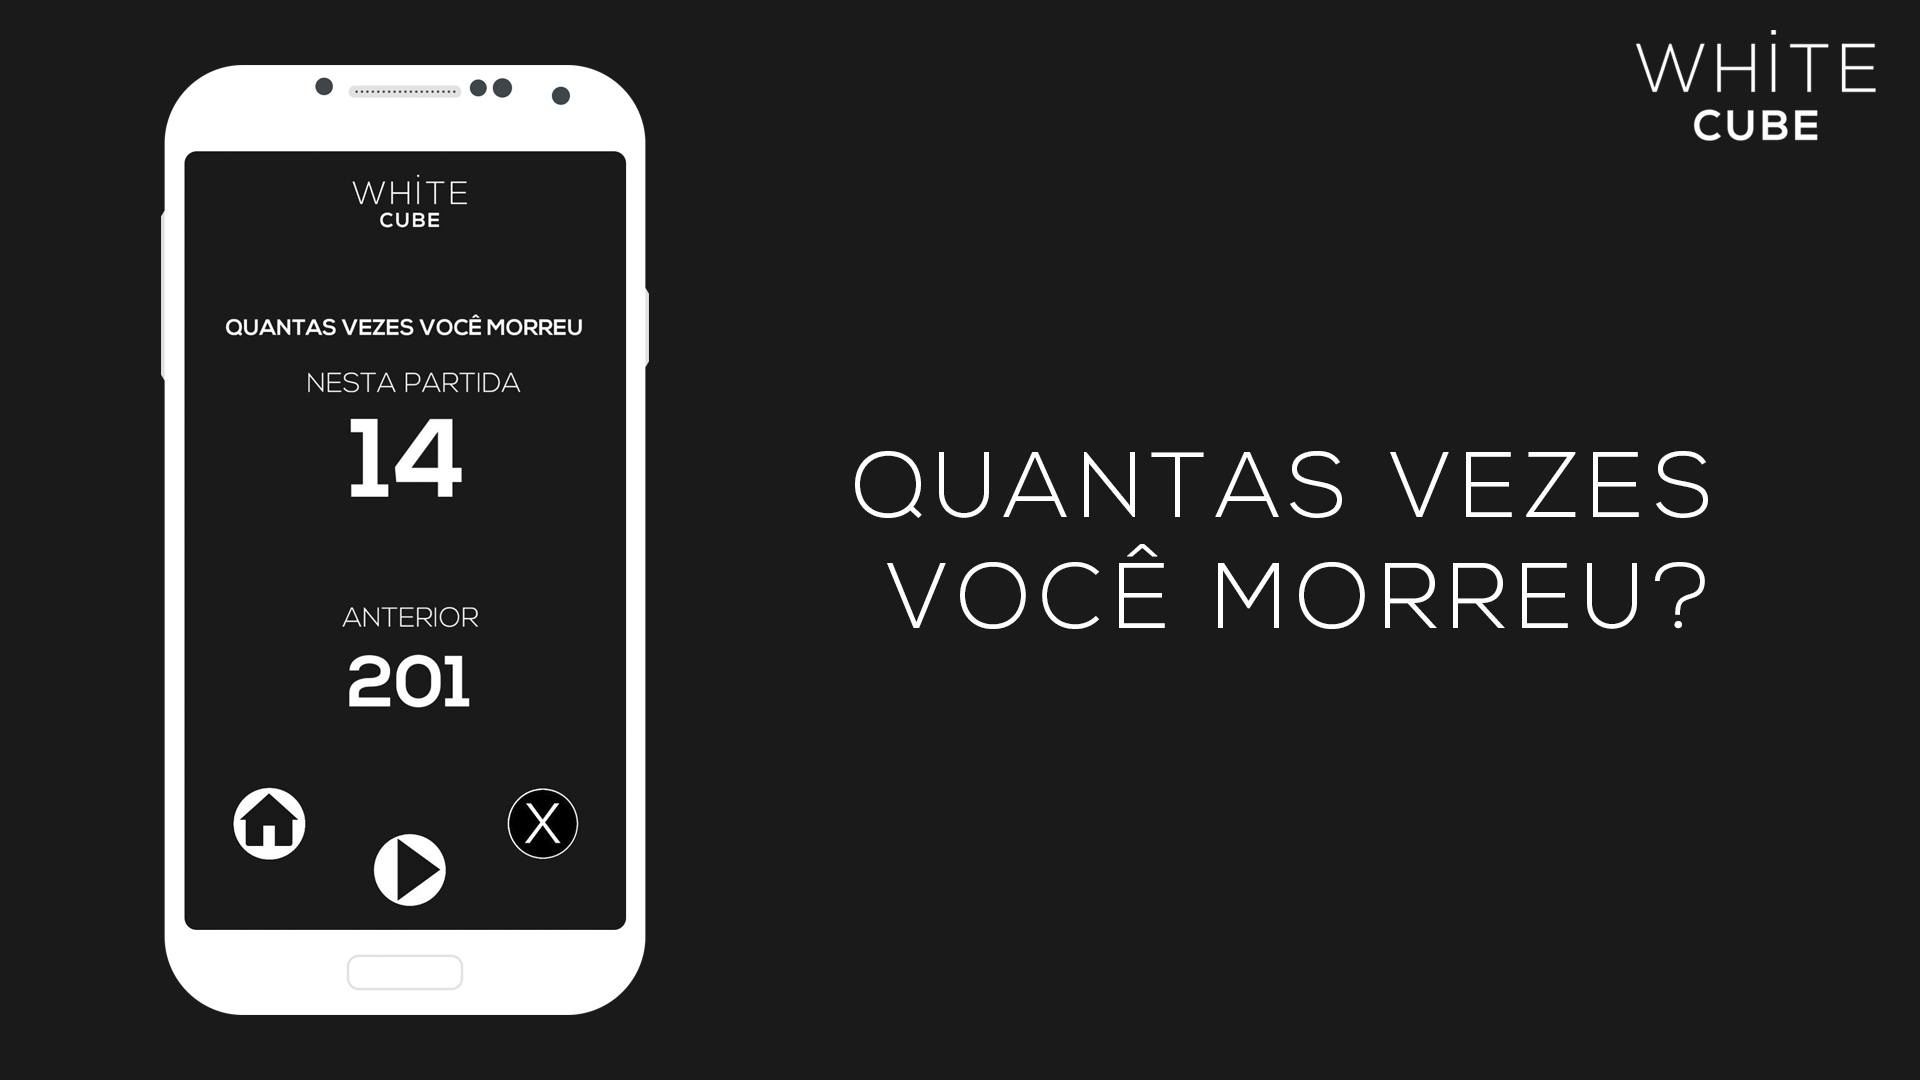 WHITE
CUBE
QUANTAS VEZES VOCÊ MORREU
NESTA PARTIDA
14
ANTERIOR
201
X
QUANTAS VEZES
VOCÊ MORREU?
WHITE
CUBE